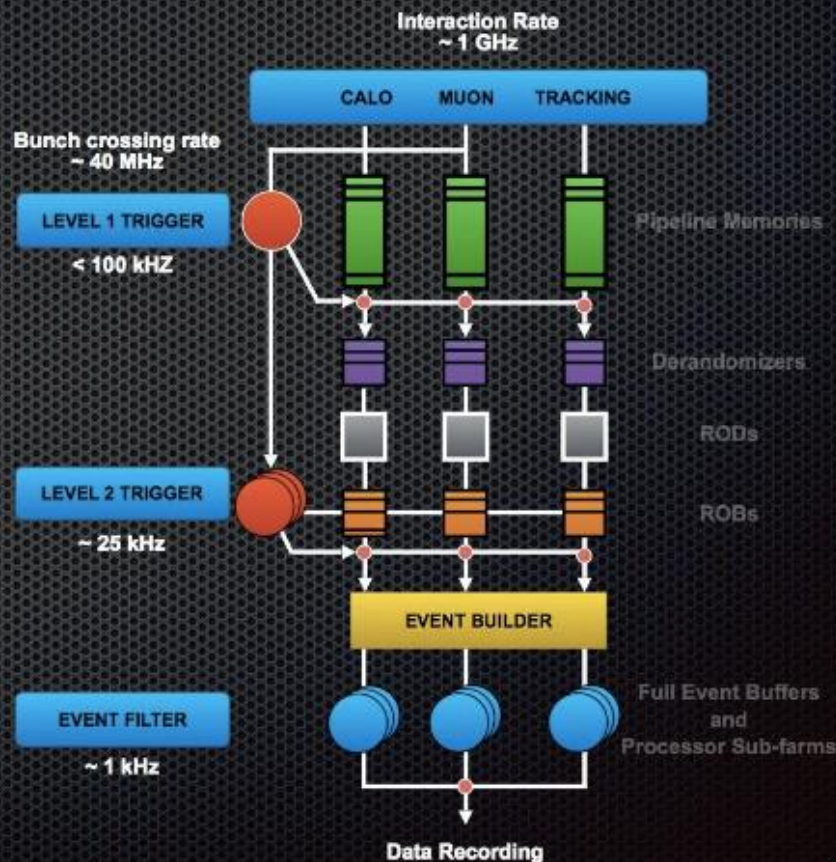 Interaction Rate
~ 1 GHz
CALO MUON TRACKING
Bunch crossing rate
~ 40 MHz
LEVEL 1 TRIGGER
< 100 kHZ
Pipeline Memories
Derandomizers
RODs
LEVEL 2 TRIGGER
~ 25 kHz
ROBs
EVENT BUILDER
EVENT FILTER
~ 1 kHz
Full Event Buffers
and
Processor Sub-farms
Data Recording